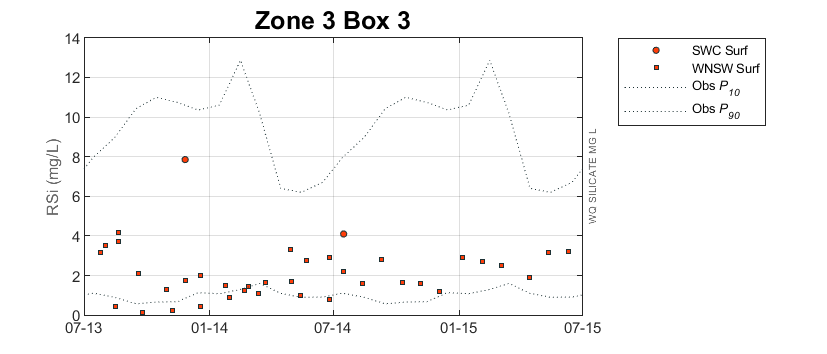 Zone 3 Box 3
RSi (mg/L)
14
12
10
8
6
4
2
0
07-13
01-14
07-14
01-15
07-15
WQ SILICATE MG L
SWC Surf
WNSW Surf
Obs P10
Obs P90